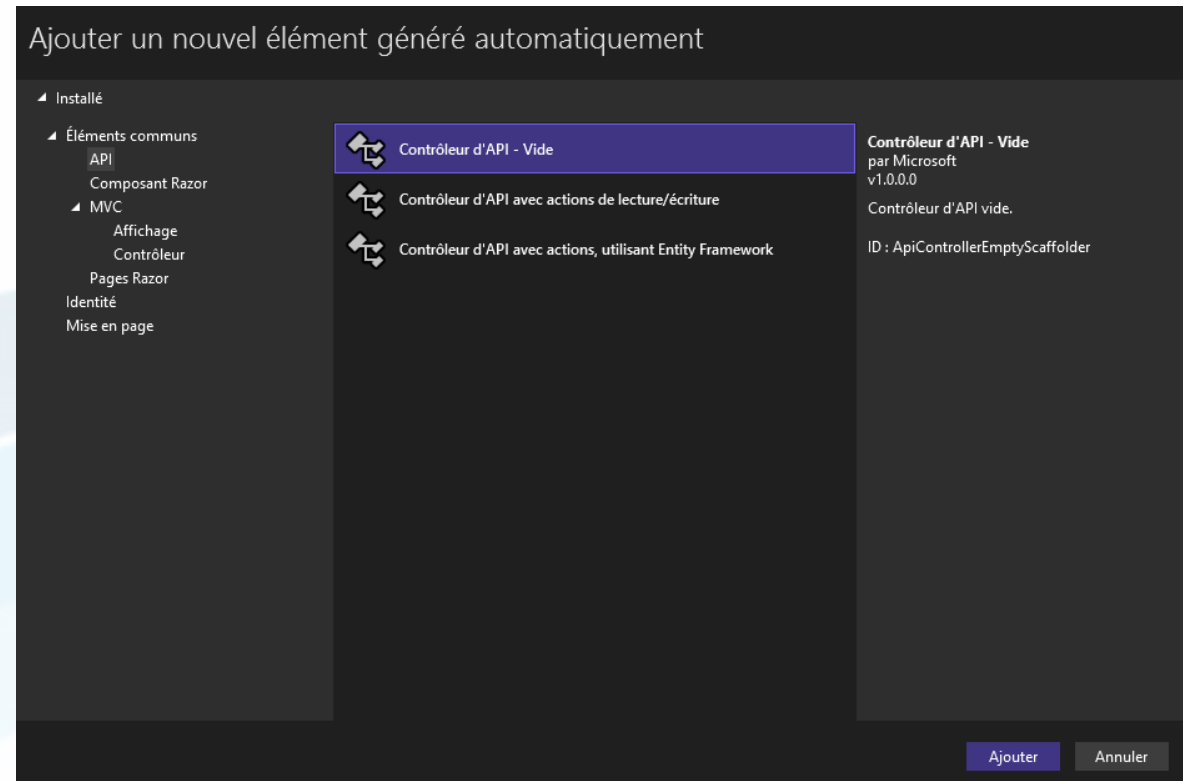 Ajouter un nouvel élément généré automatiquement
Installé
Éléments communs
API
Composant Razor
MVC
Affichage
Contrôleur
Pages Razor
Identité
Mise en page
Contrôleur d'API - Vide
Contrôleur d'API avec actions de lecture/écriture
Contrôleur d'API avec actions, utilisant Entity Framework
Contrôleur d'API - Vide
par Microsoft
v1.0.0.0
Contrôleur d'API vide.
ID : ApiControllerEmptyScaffolder
Ajouter
Annuler